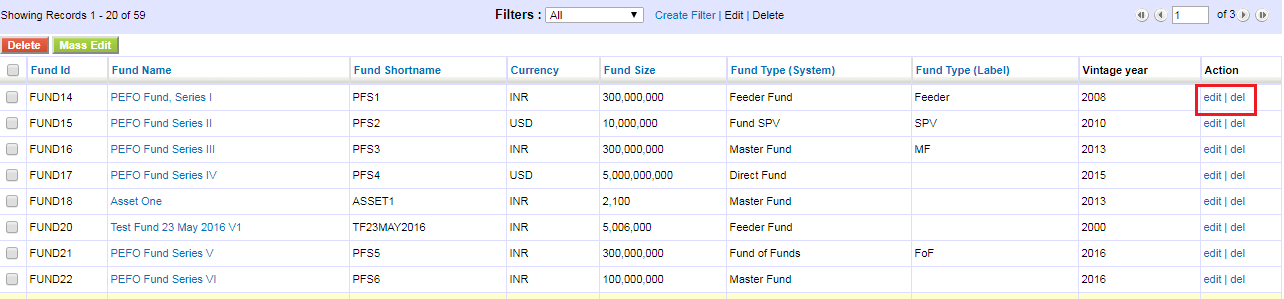 Showing Records 1 - 20 of 59 Filters : All Create Filter | Edit | Delete 1 of 3
Delete Mass Edit
Fund Id Fund Name Fund Shortname Currency Fund Size Fund Type (System) Fund Type (Label) Vintage year Action
FUND14 PEFO Fund, Series I PFS1 INR 300,000,000 Feeder Fund Feeder 2008 edit | del
FUND15 PEFO Fund Series II PFS2 USD 10,000,000 Fund SPV SPV 2010 edit | del
FUND16 PEFO Fund Series III PFS3 INR 300,000,000 Master Fund MF 2013 edit | del
FUND17 PEFO Fund Series IV PFS4 USD 5,000,000,000 Direct Fund 2015 edit | del
FUND18 Asset One ASSET1 INR 2,100 Master Fund 2013 edit | del
FUND20 Test Fund 23 May 2016 V1 TF23MAY2016 INR 5,006,000 Feeder Fund 2000 edit | del
FUND21 PEFO Fund Series V PFS5 INR 300,000,000 Fund of Funds FoF 2016 edit | del
FUND22 PEFO Fund Series VI PFS6 INR 100,000,000 Master Fund 2016 edit | del